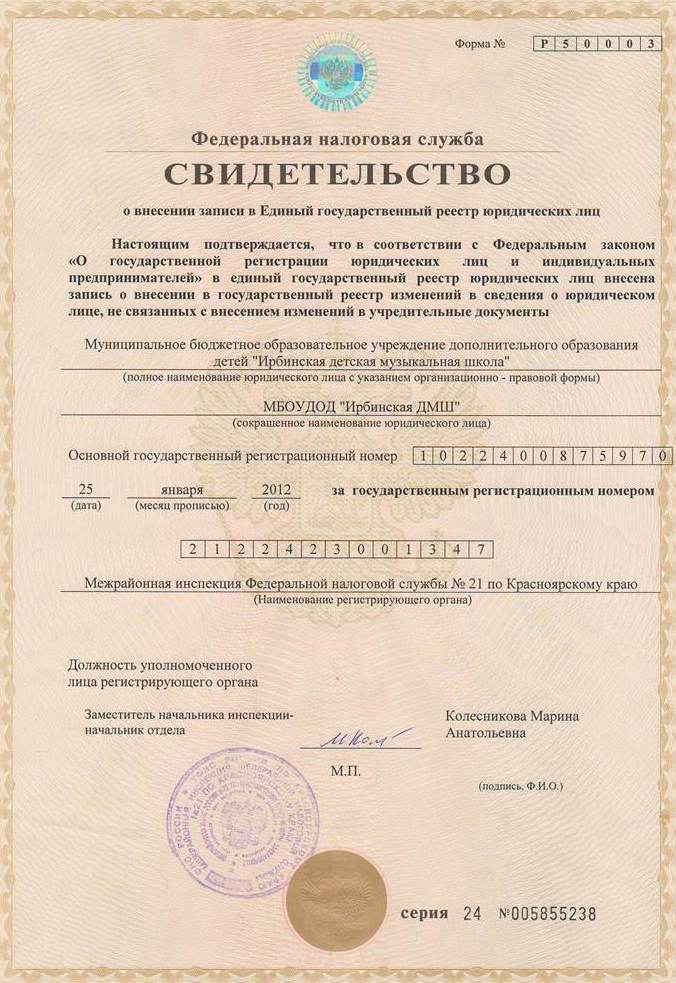 Форма № Р 5 0 0 0 3
Федеральная налоговая служба
СВИДЕТЕЛЬСТВО
о внесении записи в Единый государственный реестр юридических лиц
Настоящим подтверждается, что в соответствии с Федеральным законом
«О государственной регистрации юридических лиц и индивидуальных
предпринимателей» в единый государственный реестр юридических лиц внесена
запись о внесении в государственный реестр изменений в сведения о юридическом
лице, не связанных с внесением изменений в учредительные документы
Муниципальное бюджетное образовательное учреждение дополнительного образования
детей "Ирбинская детская музыкальная школа"
(полное наименование юридического лица с указанием организационно - правовой формы)
МБОУДОД "Ирбинская ДМШ"
(сокращенное наименование юридического лица)
Основной государственный регистрационный номер 1 0 2 2 4 0 0 8 7 5 9 7 0
25 января 2012 за государственным регистрационным номером
(дата) (месяц прописью) (год)
2 1 2 2 4 2 3 0 0 1 3 4 7
Межрайонная инспекция Федеральной налоговой службы № 21 по Красноярскому краю
(Наименование регистрирующего органа)
Должность уполномоченного
лица регистрирующего органа
Заместитель начальника инспекции-
начальник отдела
Колесникова Марина
Анатольевна
М.П.
(подпись, Ф.И.О.)
серия 24 №005855238